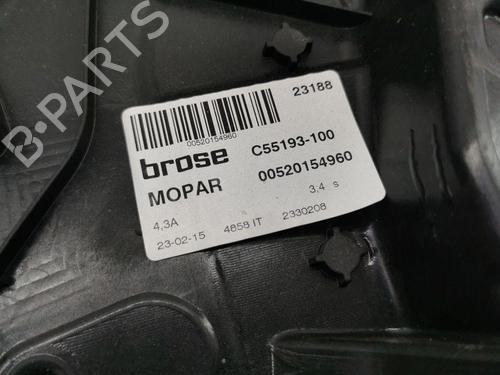 23188
00520154960
brose C55193-100
MOPAR 00520154960
4,3A 3,4 s
23-02-15 4858 IT 2330208
B-PARTS